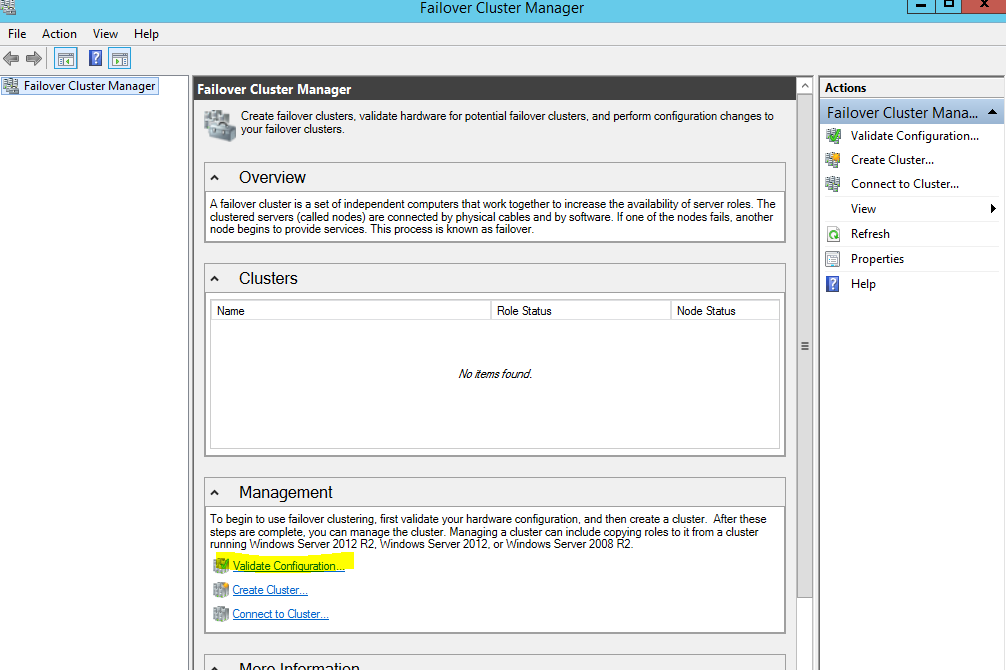 Failover Cluster Manager
File Action View Help
Failover Cluster Manager
Failover Cluster Manager
Create failover clusters, validate hardware for potential failover clusters, and perform configuration changes to
your failover clusters.
Overview
A failover cluster is a set of independent computers that work together to increase the availability of server roles. The
clustered servers (called nodes) are connected by physical cables and by software. If one of the nodes fails, another
node begins to provide services. This process is known as failover.
Clusters
Name Role Status Node Status
No items found.
Management
To begin to use failover clustering, first validate your hardware configuration, and then create a cluster. After these
steps are complete, you can manage the cluster. Managing a cluster can include copying roles to it from a cluster
running Windows Server 2012 R2, Windows Server 2012, or Windows Server 2008 R2.
Validate Configuration...
Create Cluster...
Connect to Cluster...
More Information
Actions
Failover Cluster Mana...
Validate Configuration...
Create Cluster...
Connect to Cluster...
View
Refresh
Properties
Help